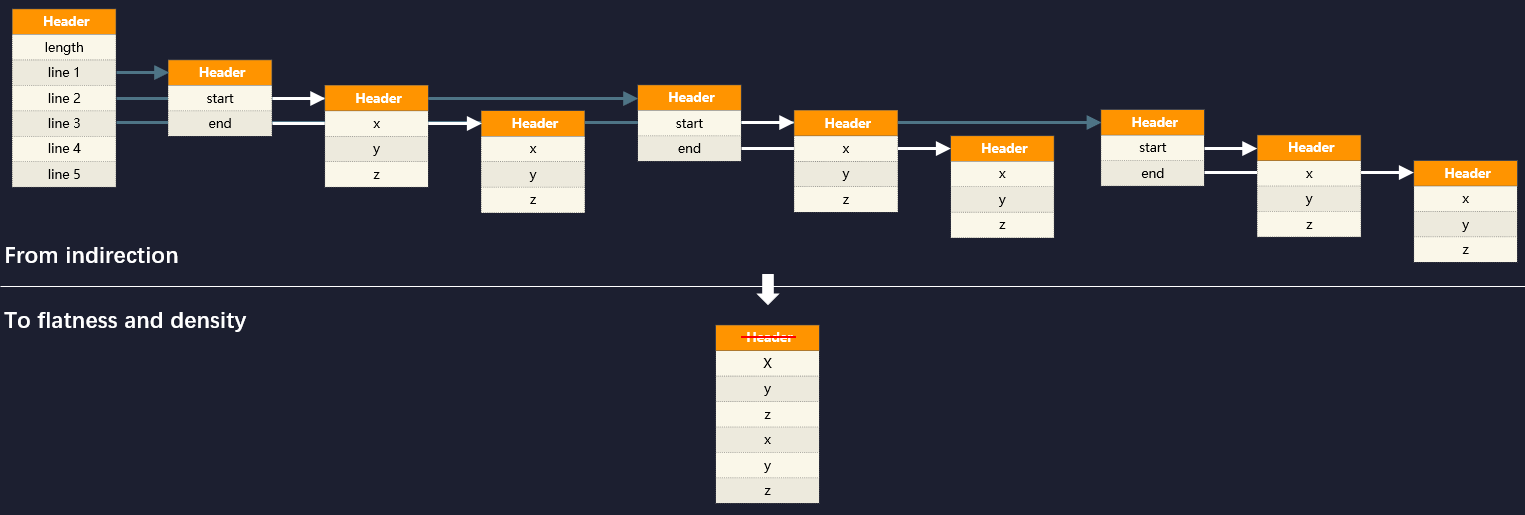 Header
length
line 1
line 2
line 3
line 4
line 5
Header
start
end
Header
x
y
z
Header
x
y
z
Header
start
end
Header
x
y
z
Header
x
y
z
Header
start
end
Header
x
y
z
Header
x
y
z
From indirection
To flatness and density
Header
X
y
z
x
y
z